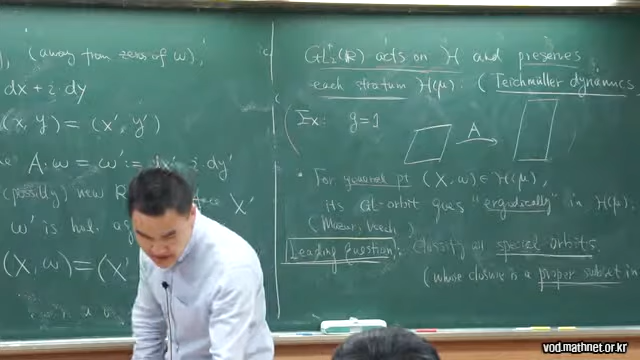 (away from zero of ω),
dx + i·dy
(x,y) = (x′,y′)
A·ω = ω′ := dx′ + i·dy′
(possibly) new X′
ω′ is hol.
(X,ω) = (X′
GL₂⁺(ℝ) acts on ℋ and preserves
each stratum ℋ(μ). (Teichmüller dynamics
Ex: g=1
A
• For general pt (X,ω) ∈ ℋ(μ),
its GL-orbit goes "ergodically" in ℋ(μ).
(Masur, Veech)
Leading question: Classify all special orbits.
(whose closure is a proper subset in
vod.mathnet.or.kr